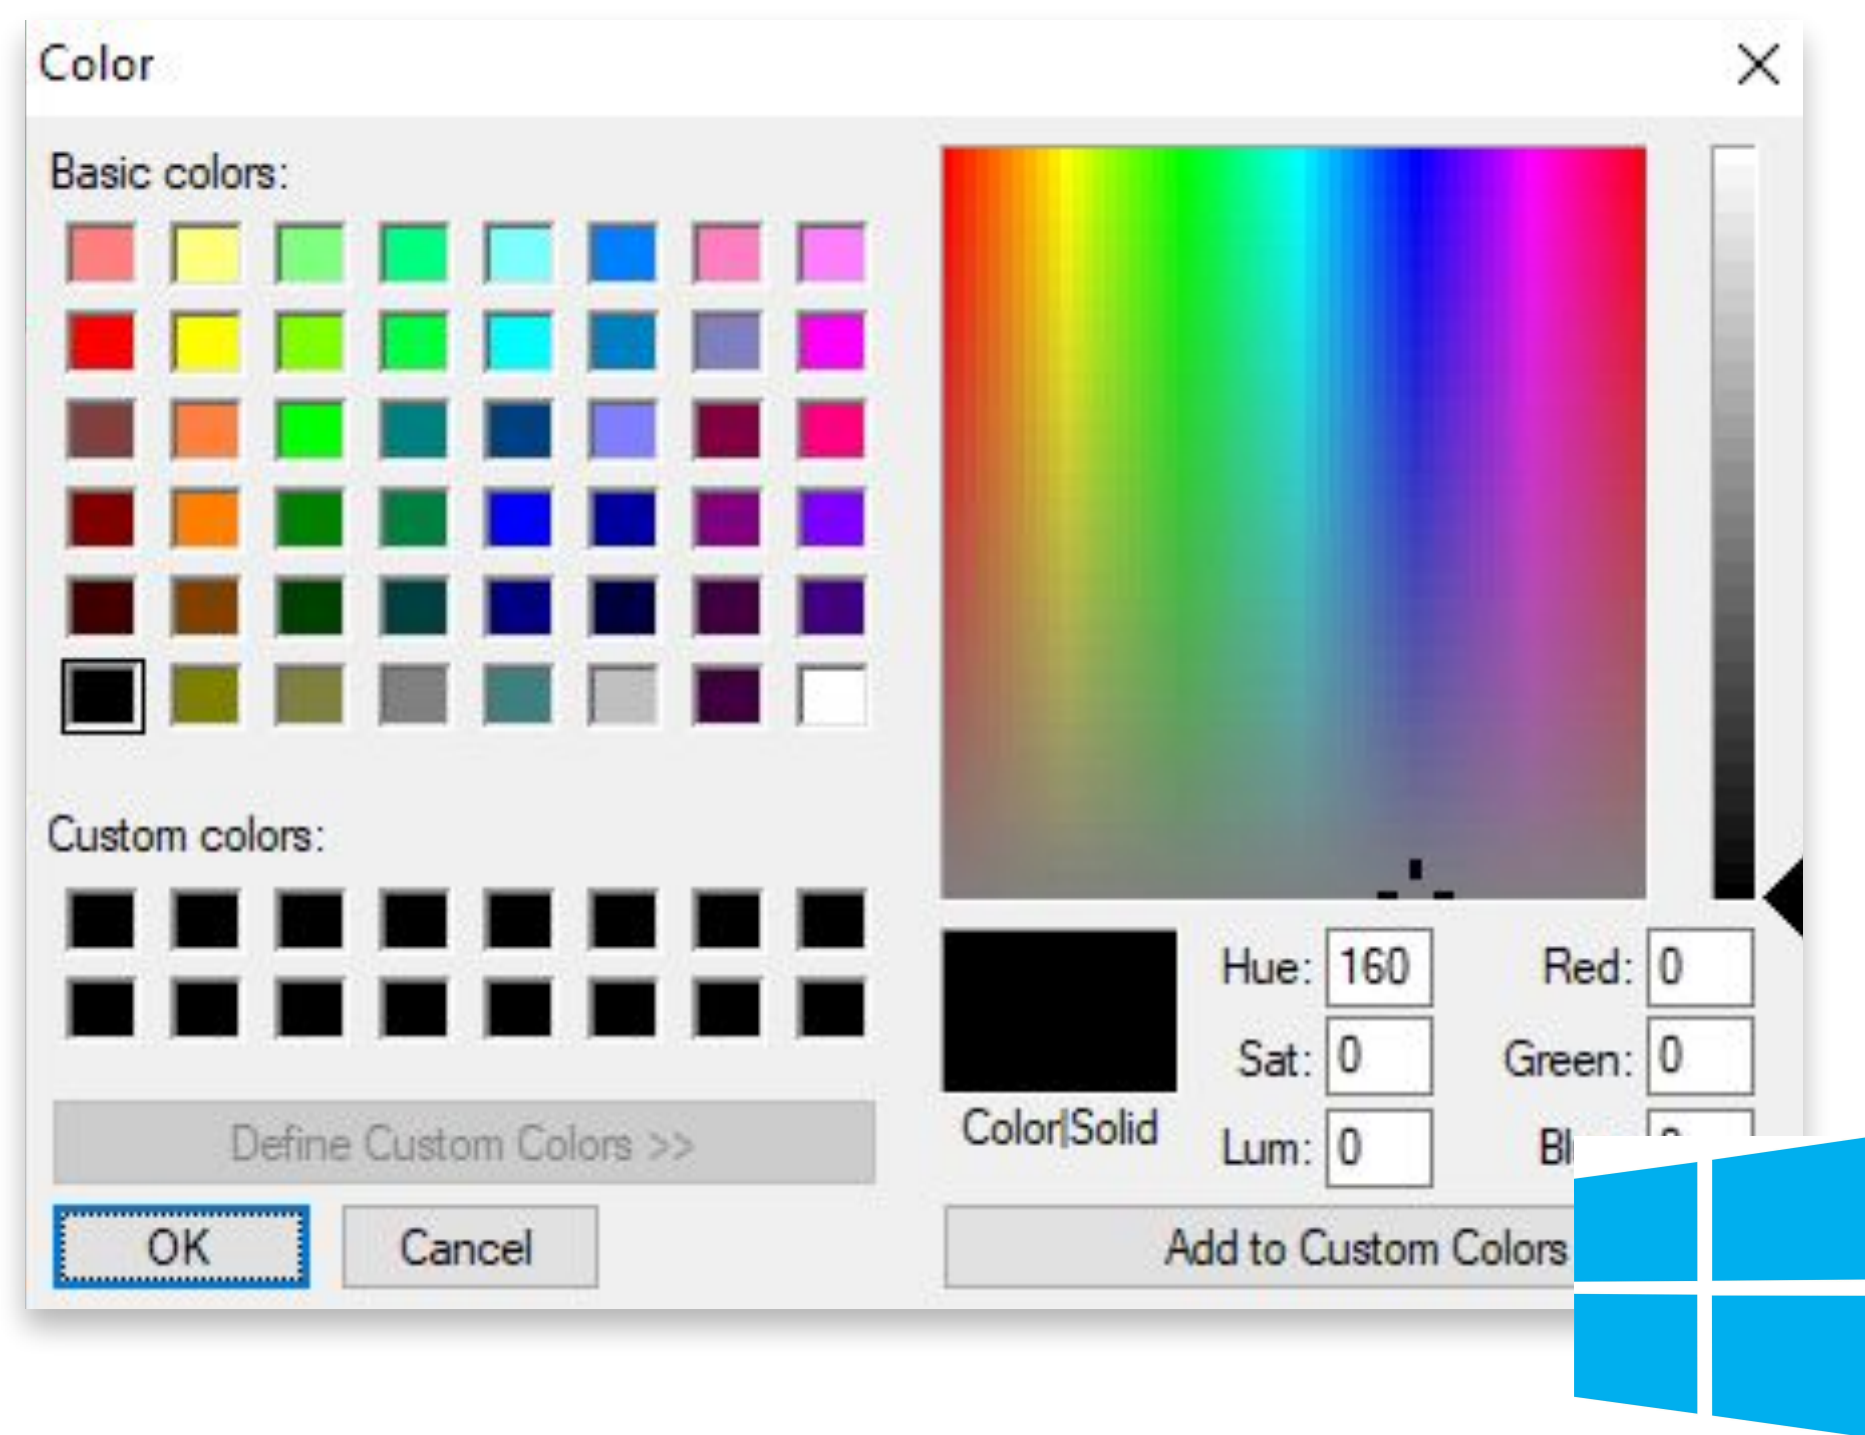 Color
Basic colors:
Custom colors:
Define Custom Colors >>
OK
Cancel
Color|Solid
Hue: 160
Sat: 0
Lum: 0
Red: 0
Green: 0
Add to Custom Colors